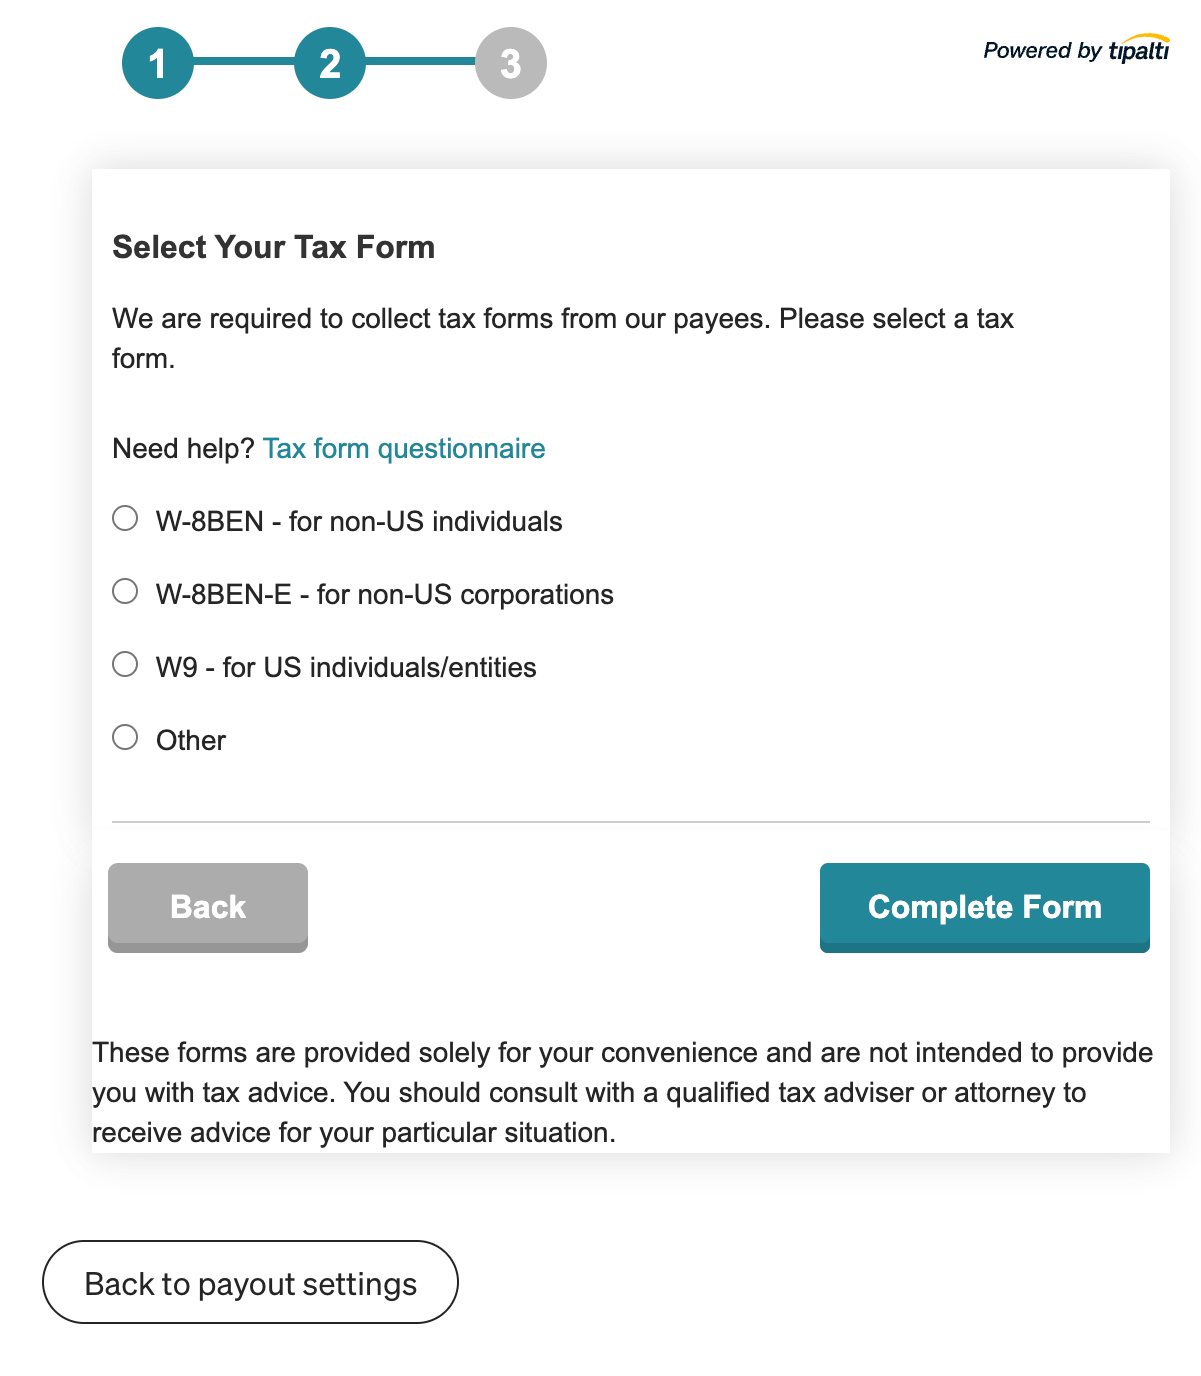 1 2 3
Powered by tipalti
Select Your Tax Form
We are required to collect tax forms from our payees. Please select a tax
form.
Need help? Tax form questionnaire
W-8BEN - for non-US individuals
W-8BEN-E - for non-US corporations
W9 - for US individuals/entities
Other
Back
Complete Form
These forms are provided solely for your convenience and are not intended to provide
you with tax advice. You should consult with a qualified tax adviser or attorney to
receive advice for your particular situation.
Back to payout settings